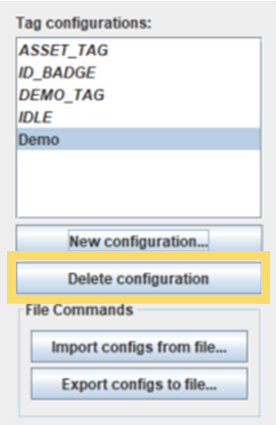 Tag configurations:
ASSET_TAG
ID_BADGE
DEMO_TAG
IDLE
Demo
New configuration...
Delete configuration
File Commands
Import configs from file...
Export configs to file...